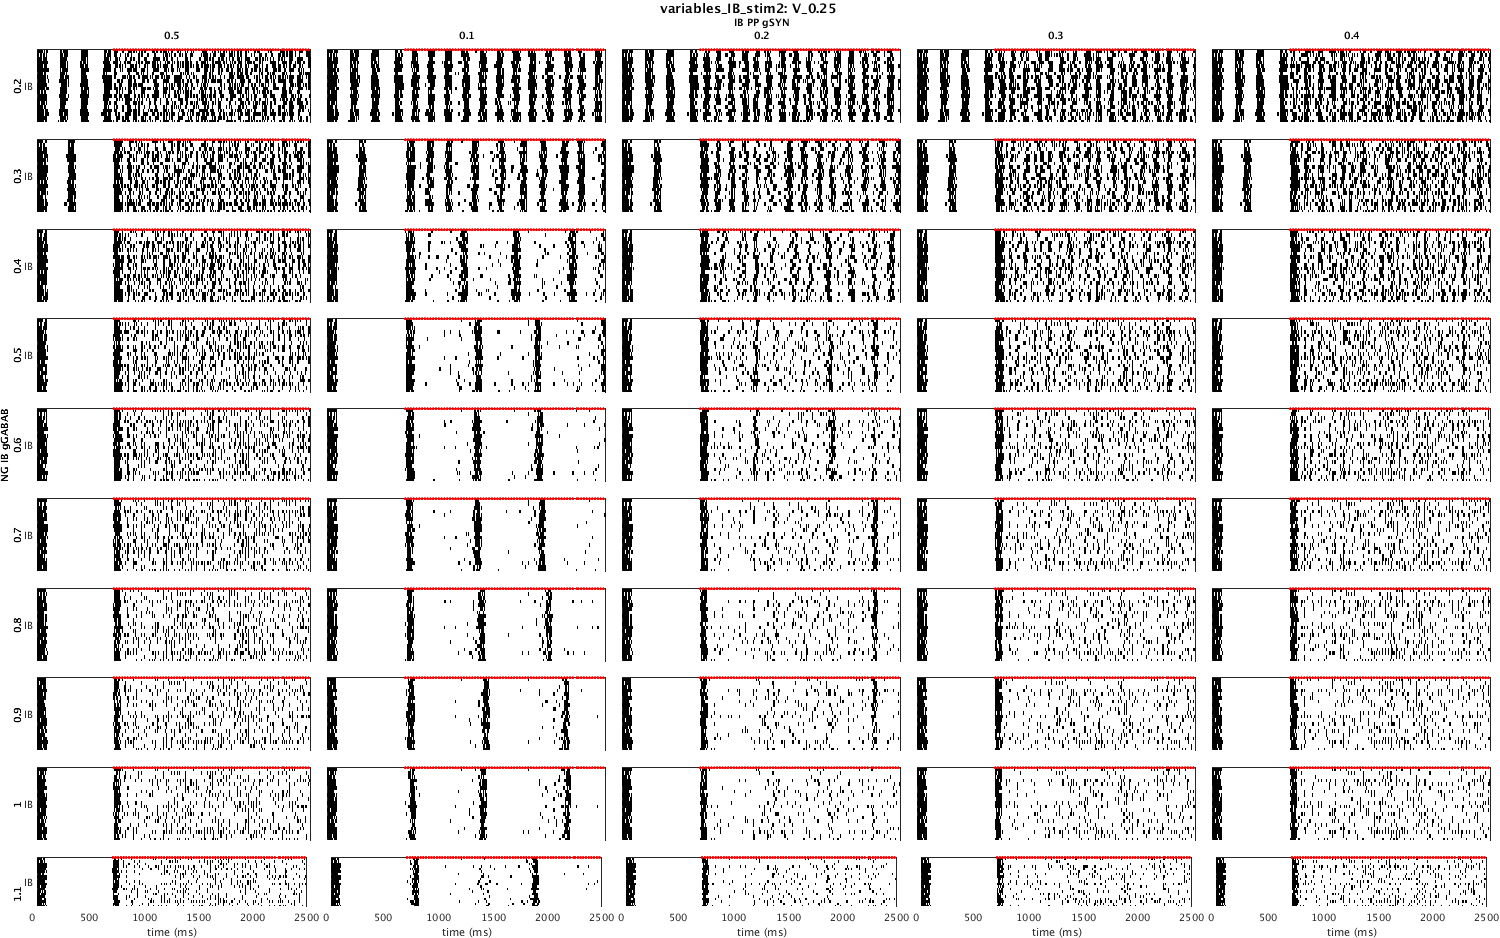 variables_IB_stim2: V_0.25
IB PP gSYN
0.5 0.1 0.2 0.3 0.4
NG IB gGABAB
0.2 IB
0.3 IB
0.4 IB
0.5 IB
0.6 IB
0.7 IB
0.8 IB
0.9 IB
1 IB
1.1 IB
0 500 1000 1500 2000 2500 0 500 1000 1500 2000 2500 0 500 1000 1500 2000 2500 0 500 1000 1500 2000 2500 0 500 1000 1500 2000 2500
time (ms) time (ms) time (ms) time (ms) time (ms)